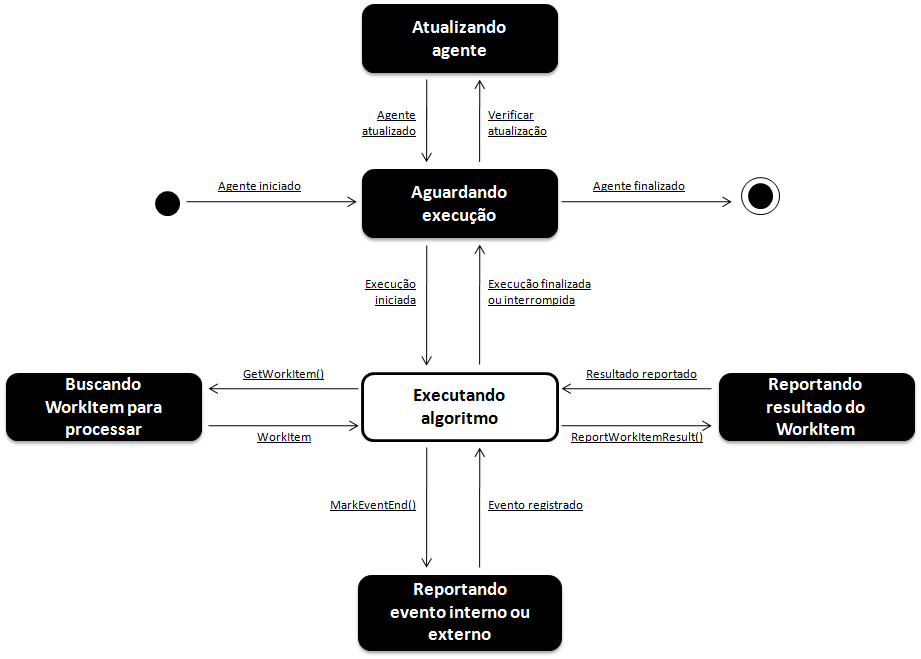 Atualizando
agente
Agente
atualizado
Verificar
atualização
Agente iniciado
Aguardando
execução
Agente finalizado
Execução
iniciada
Execução finalizada
ou interrompida
Buscando
WorkItem para
processar
GetWorkItem()
WorkItem
Executando
algoritmo
Resultado reportado
ReportWorkItemResult()
Reportando
resultado do
WorkItem
MarkEventEnd()
Evento registrado
Reportando
evento interno ou
externo